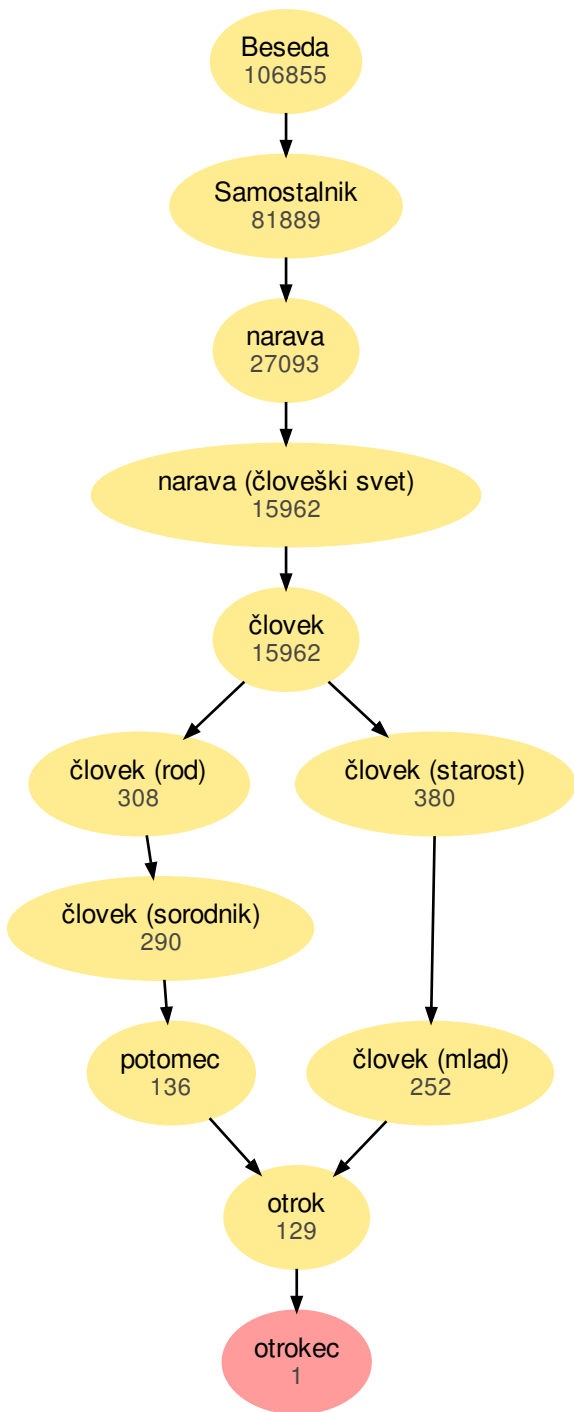 Beseda
106855
Samostalnik
81889
narava
27093
narava (človeški svet)
15962
človek
15962
človek (rod)
308
človek (starost)
380
človek (sorodnik)
290
potomec
136
človek (mlad)
252
otrok
129
otrokec
1